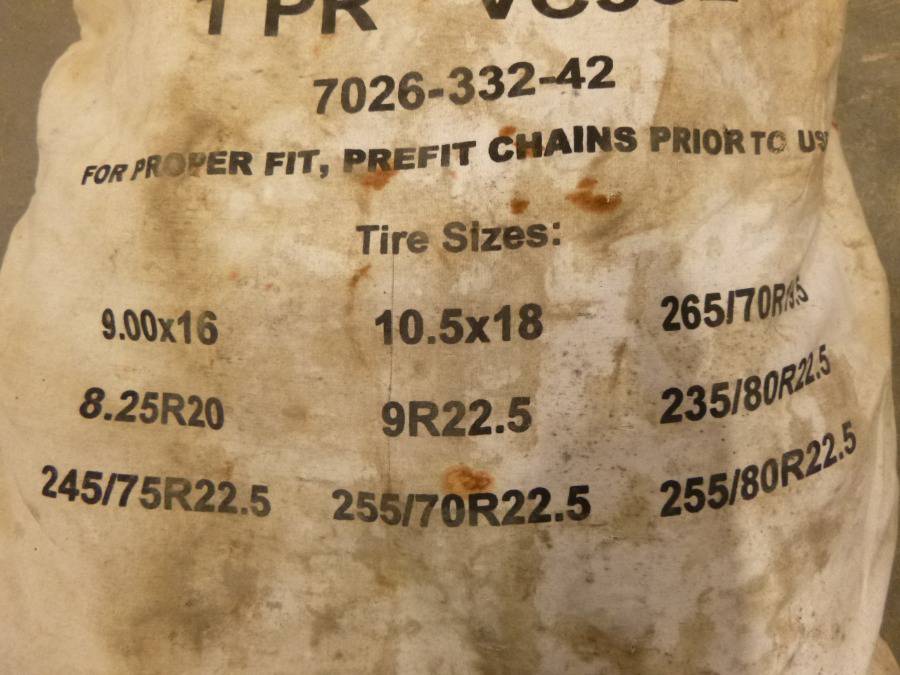 1 PR
7026-332-42
FOR PROPER FIT, PREFIT CHAINS PRIOR TO
Tire Sizes:
9.00x16 10.5x18 265/70R19.5
8.25R20 9R22.5 235/80R22.5
245/75R22.5 255/70R22.5 255/80R22.5